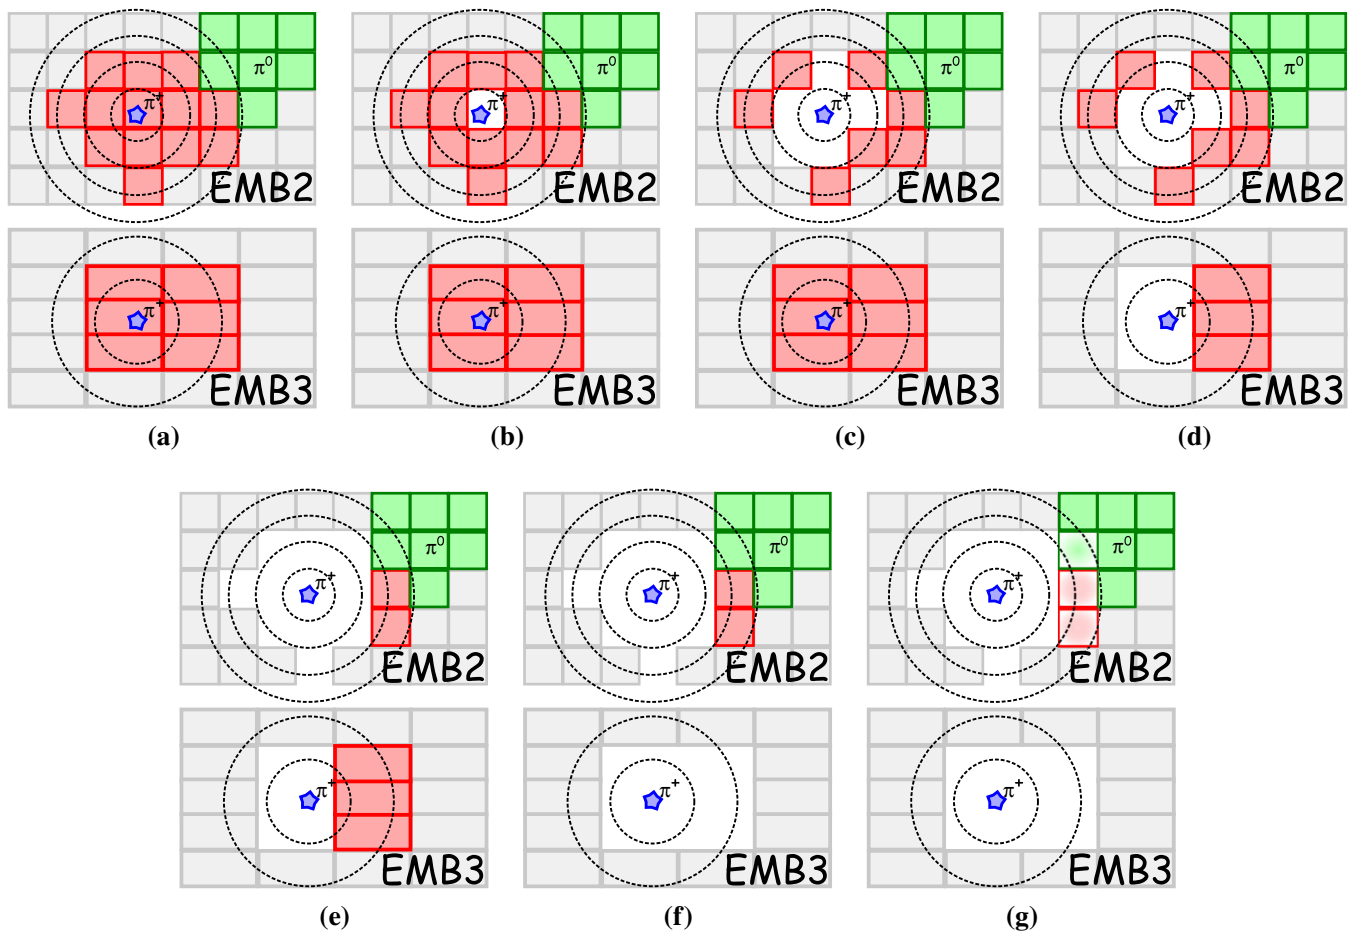 π⁰ π⁰ π⁰ π⁰
π⁺ π⁺ π⁺ π⁺
EMB2 EMB2 EMB2 EMB2
π⁺ π⁺ π⁺ π⁺
EMB3 EMB3 EMB3 EMB3
(a) (b) (c) (d)
π⁰ π⁰ π⁰
π⁺ π⁺ π⁺
EMB2 EMB2 EMB2
π⁺ π⁺ π⁺
EMB3 EMB3 EMB3
(e) (f) (g)